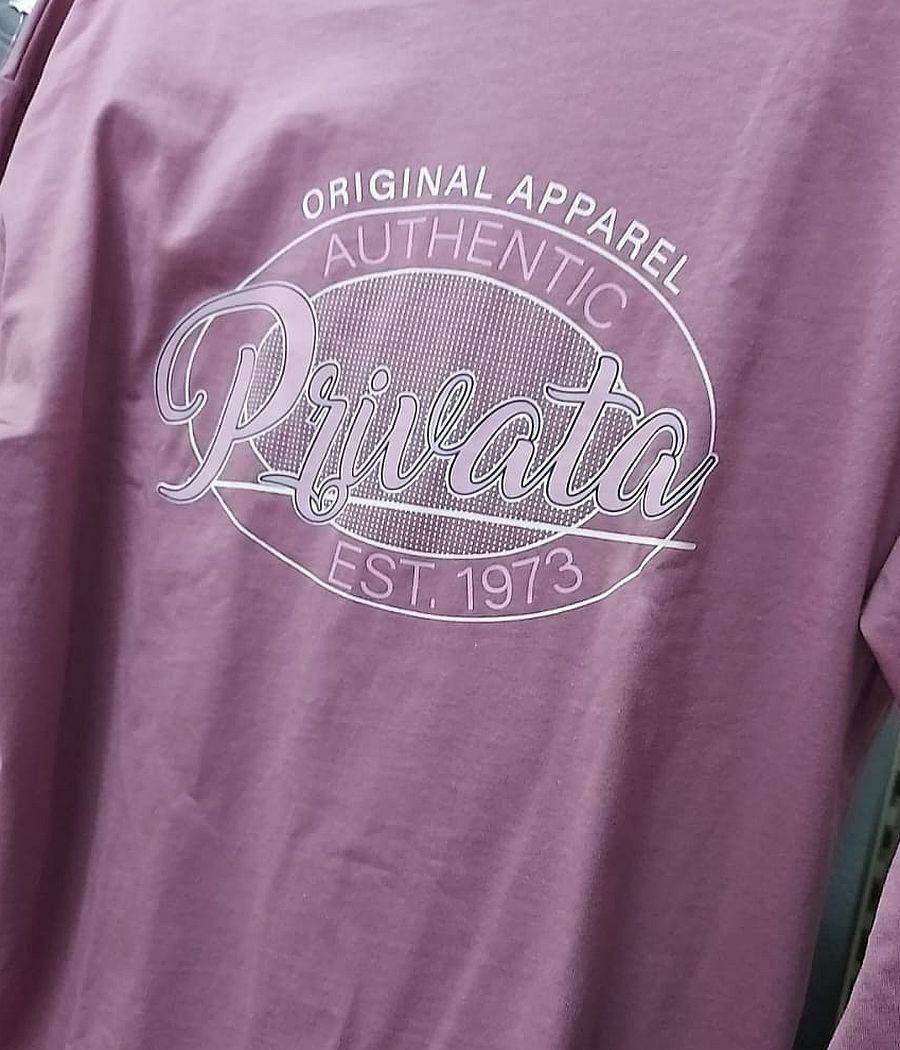 ORIGINAL APPAREL
AUTHENTIC
Privata
EST. 1973